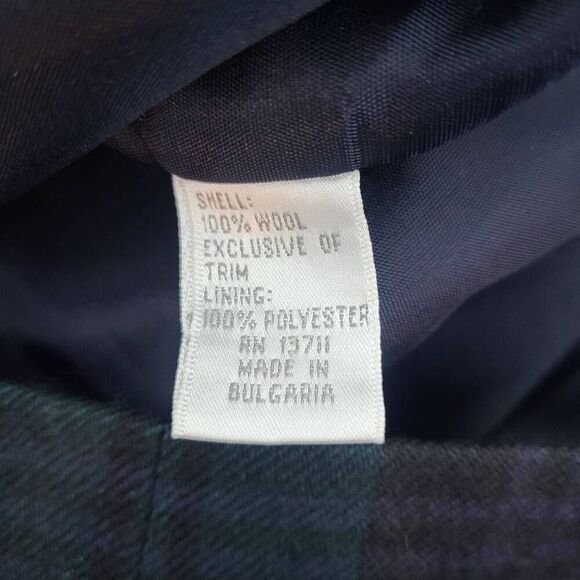 SHELL:
100% WOOL
EXCLUSIVE OF
TRIM
LINING:
100% POLYESTER
RN 13711
MADE IN
BULGARIA